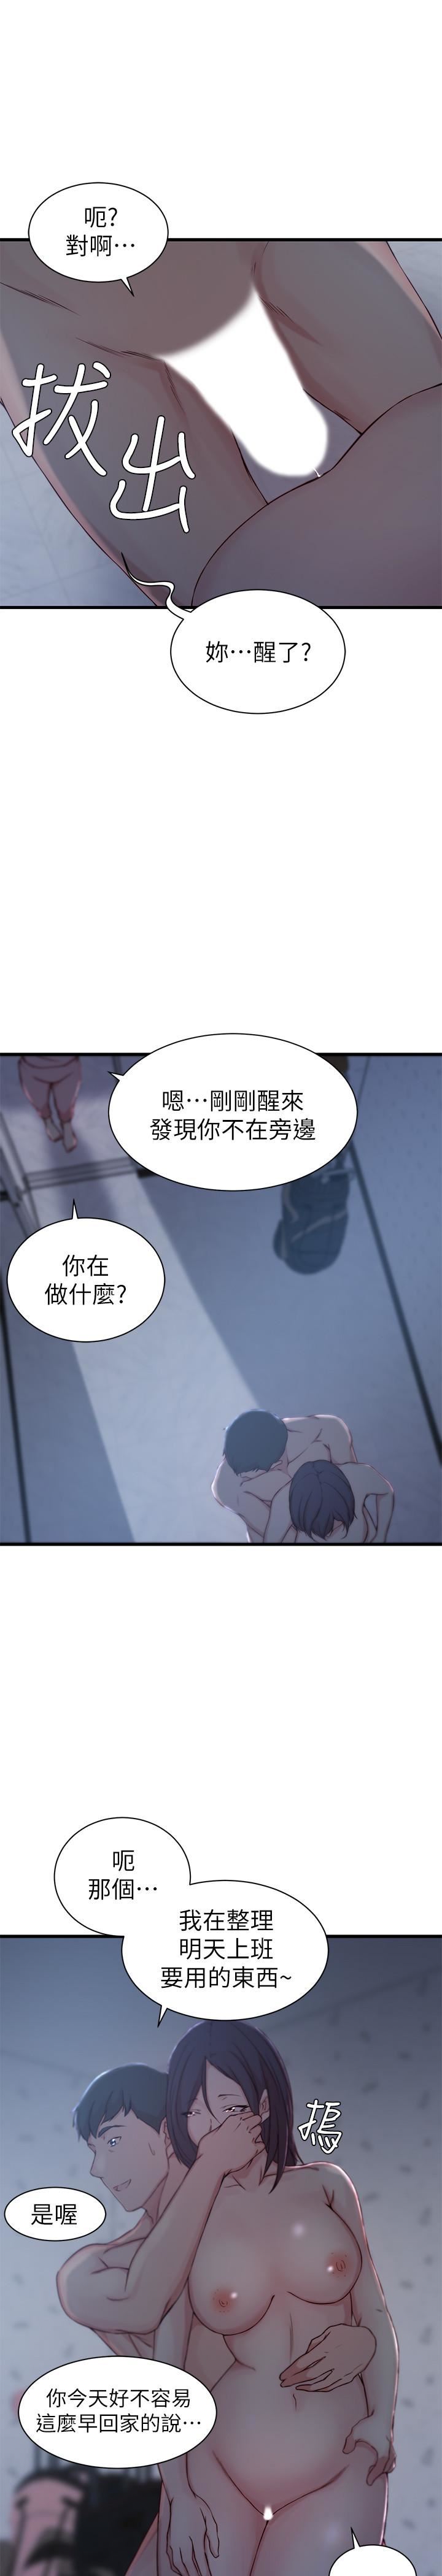 呃?
對啊…
拔出
妳…醒了?
嗯…剛剛醒來
發現你不在旁邊
你在
做什麼?
呃
那個…
我在整理
明天上班
要用的東西~
摀
是喔
你今天好不容易
這麼早回家的說…